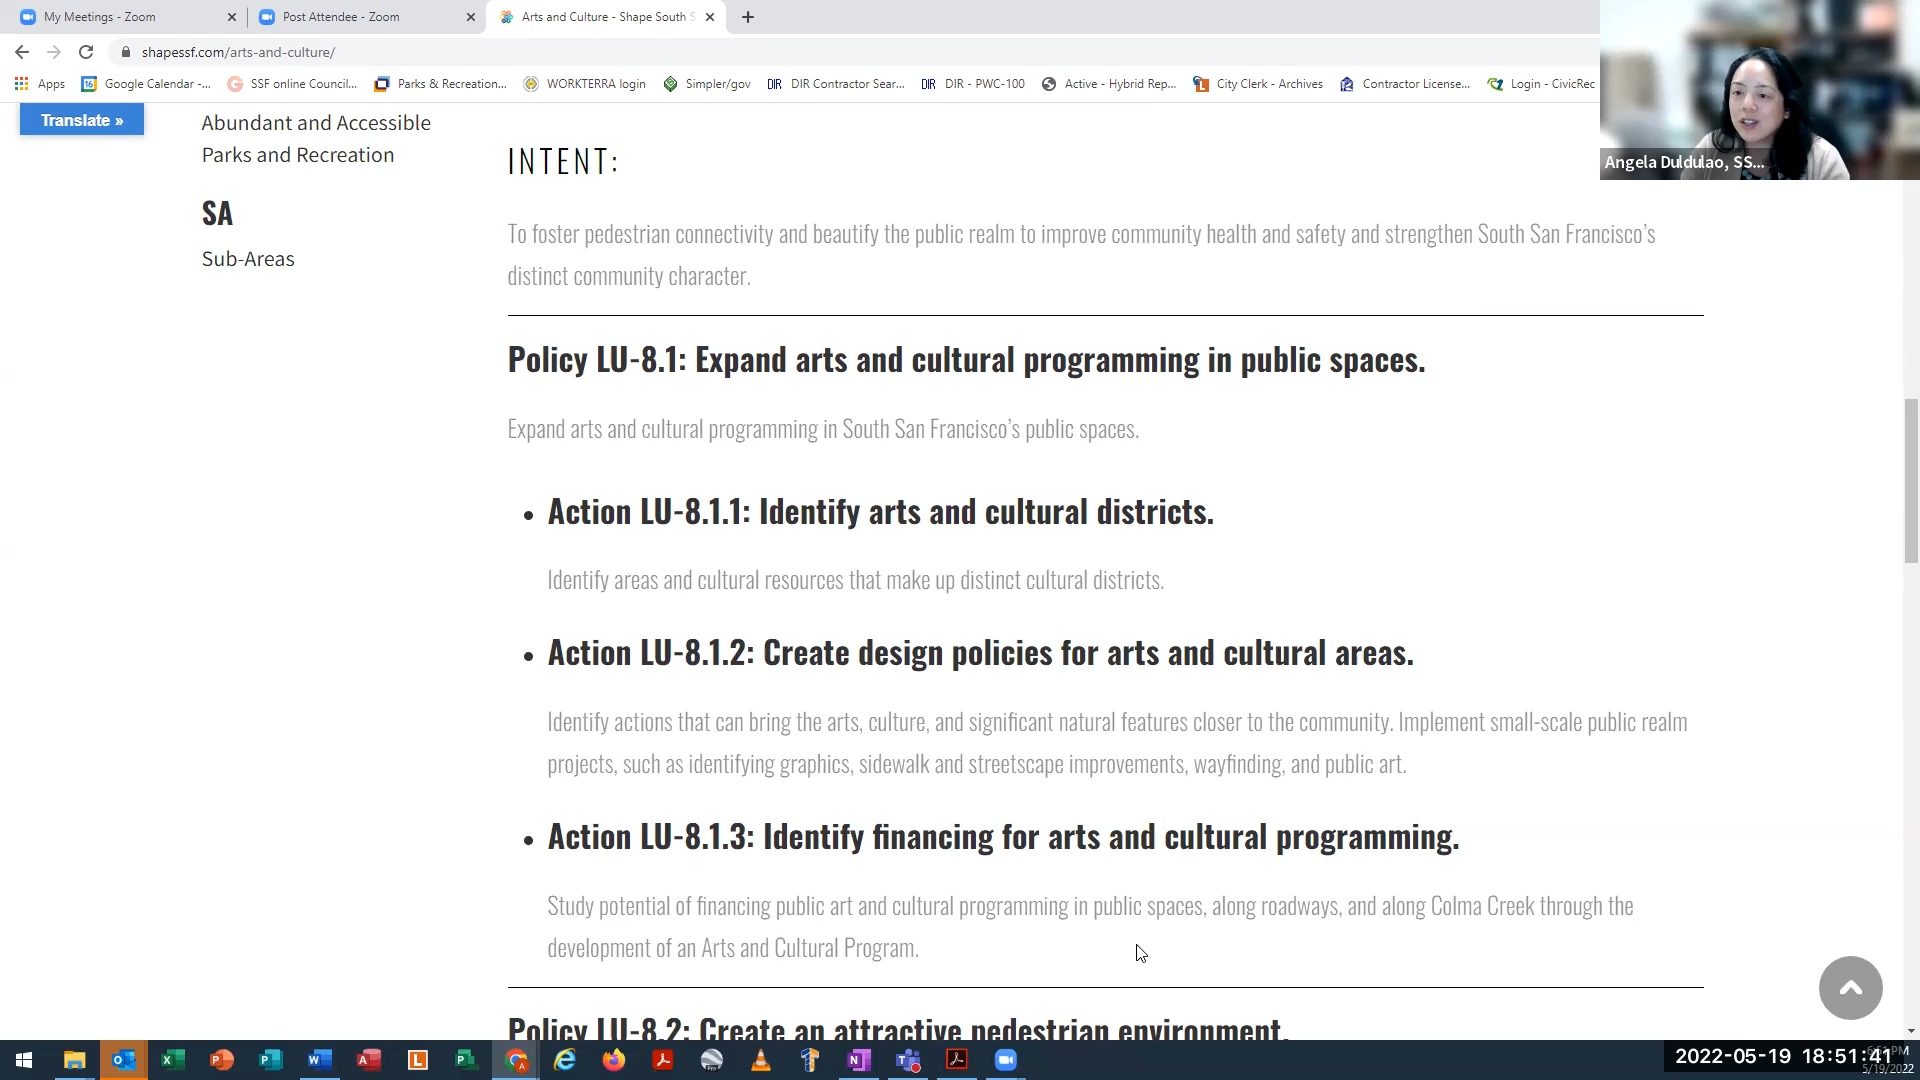 My Meetings - Zoom
Post Attendee - Zoom
Arts and Culture - Shape South S
shapessf.com/arts-and-culture/
Apps
Google Calendar -...
SSF online Council...
Parks & Recreation...
WORKTERRA login
Simpler/gov
DIR Contractor Sear...
DIR - PWC-100
Active - Hybrid Rep...
City Clerk - Archives
Contractor License...
Login - CivicRec
Angela Duldulao, SS...
Translate »
Abundant and Accessible
Parks and Recreation
SA
Sub-Areas
INTENT:
To foster pedestrian connectivity and beautify the public realm to improve community health and safety and strengthen South San Francisco’s
distinct community character.
Policy LU-8.1: Expand arts and cultural programming in public spaces.
Expand arts and cultural programming in South San Francisco’s public spaces.
• Action LU-8.1.1: Identify arts and cultural districts.
Identify areas and cultural resources that make up distinct cultural districts.
• Action LU-8.1.2: Create design policies for arts and cultural areas.
Identify actions that can bring the arts, culture, and significant natural features closer to the community. Implement small-scale public realm
projects, such as identifying graphics, sidewalk and streetscape improvements, wayfinding, and public art.
• Action LU-8.1.3: Identify financing for arts and cultural programming.
Study potential of financing public art and cultural programming in public spaces, along roadways, and along Colma Creek through the
development of an Arts and Cultural Program.
Policy LU-8.2: Create an attractive pedestrian environment.
2022-05-19 18:51:41
5/19/2022